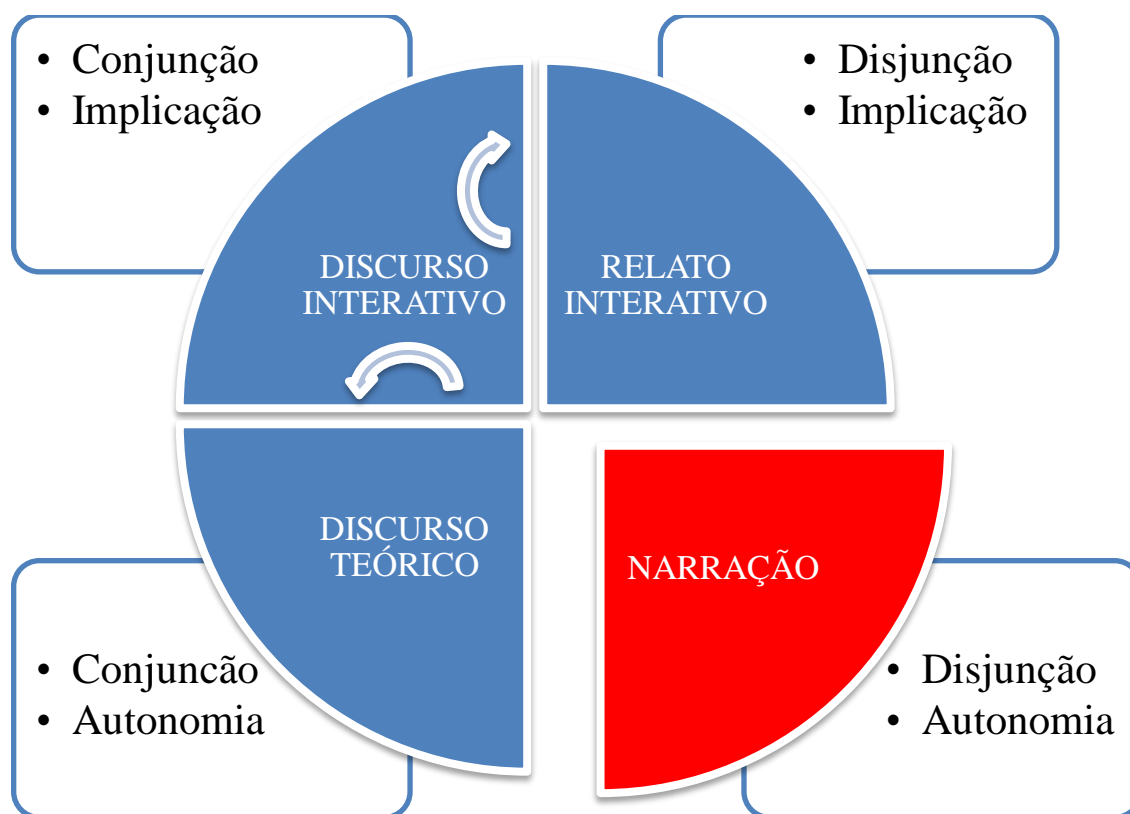 • Conjunção
• Implicação
• Disjunção
• Implicação
DISCURSO
INTERATIVO
RELATO
INTERATIVO
DISCURSO
TEÓRICO
NARRAÇÃO
• Conjuncão
• Autonomia
• Disjunção
• Autonomia